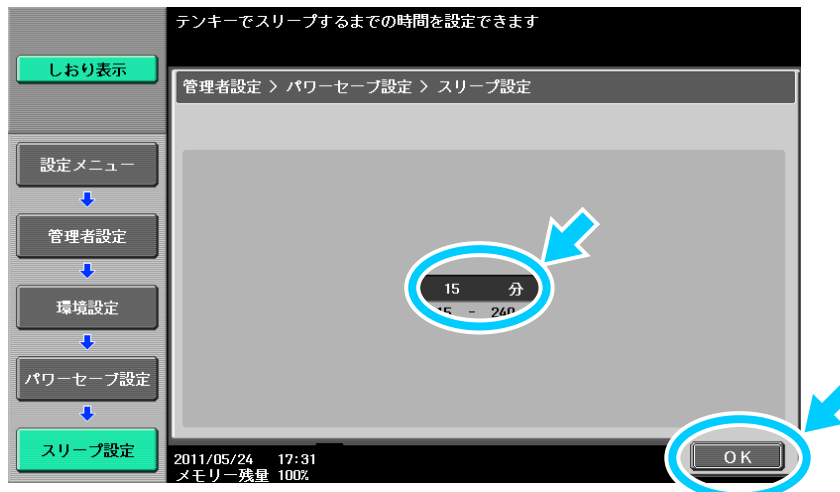 テンキーでスリープするまでの時間を設定できます
しおり表示
管理者設定 > パワーセーブ設定 > スリープ設定
設定メニュー
管理者設定
環境設定
パワーセーブ設定
スリープ設定
15 分
15 - 240
2011/05/24 17:31
メモリー残量 100%
OK